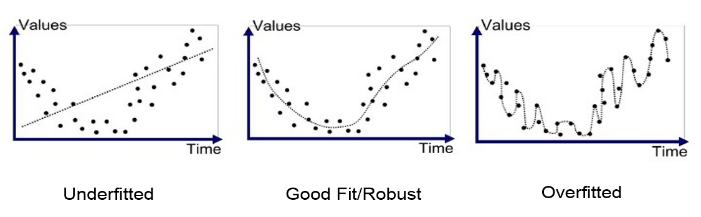 Values
Time
Underfitted
Values
Time
Good Fit/Robust
Values
Time
Overfitted